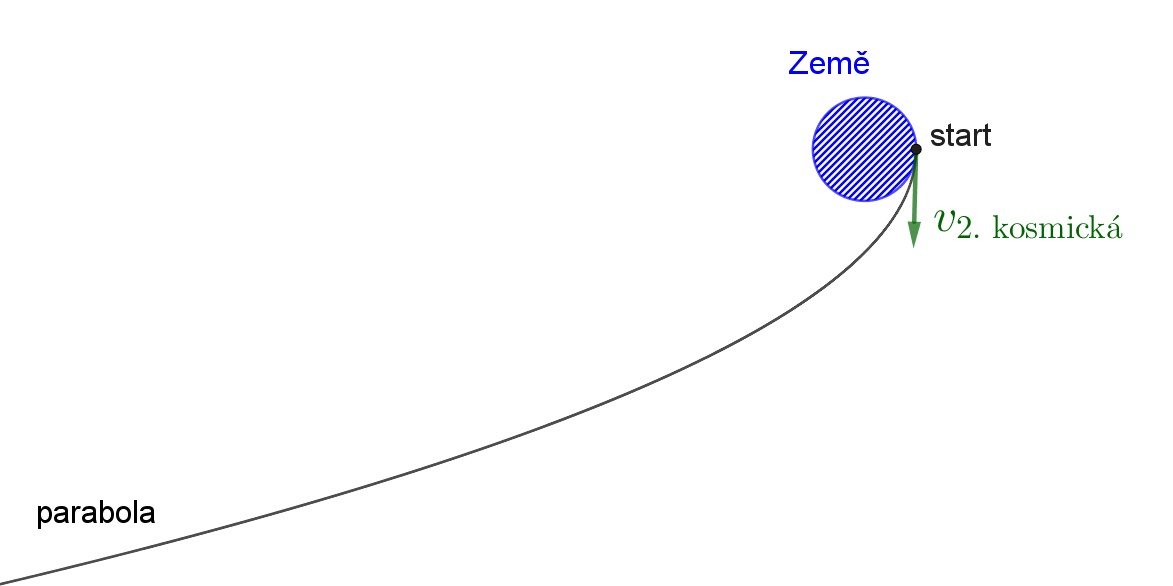 Země
start
v2. kosmická
parabola